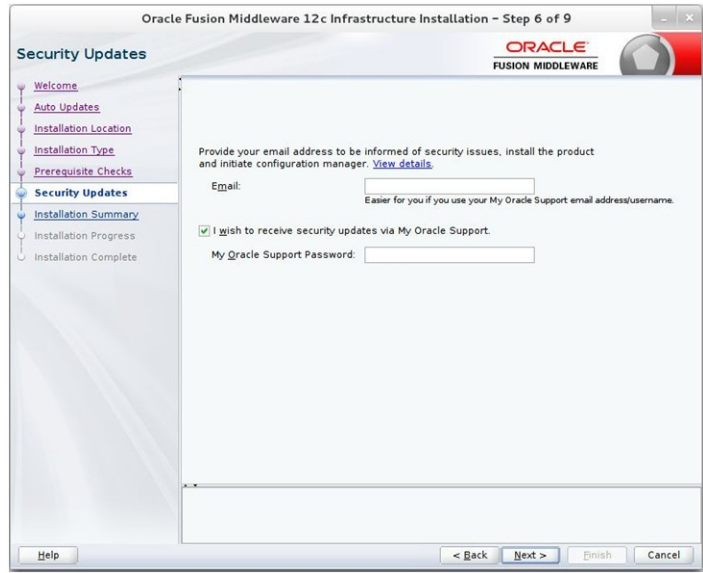 Oracle Fusion Middleware 12c Infrastructure Installation - Step 6 of 9
Security Updates
ORACLE
FUSION MIDDLEWARE
Welcome
Auto Updates
Installation Location
Installation Type
Prerequisite Checks
Security Updates
Installation Summary
Installation Progress
Installation Complete
Provide your email address to be informed of security issues, install the product
and initiate configuration manager. View details.
Email:
Easier for you if you use your My Oracle Support email address/username.
I wish to receive security updates via My Oracle Support.
My Oracle Support Password:
Help
< Back
Next >
Finish
Cancel